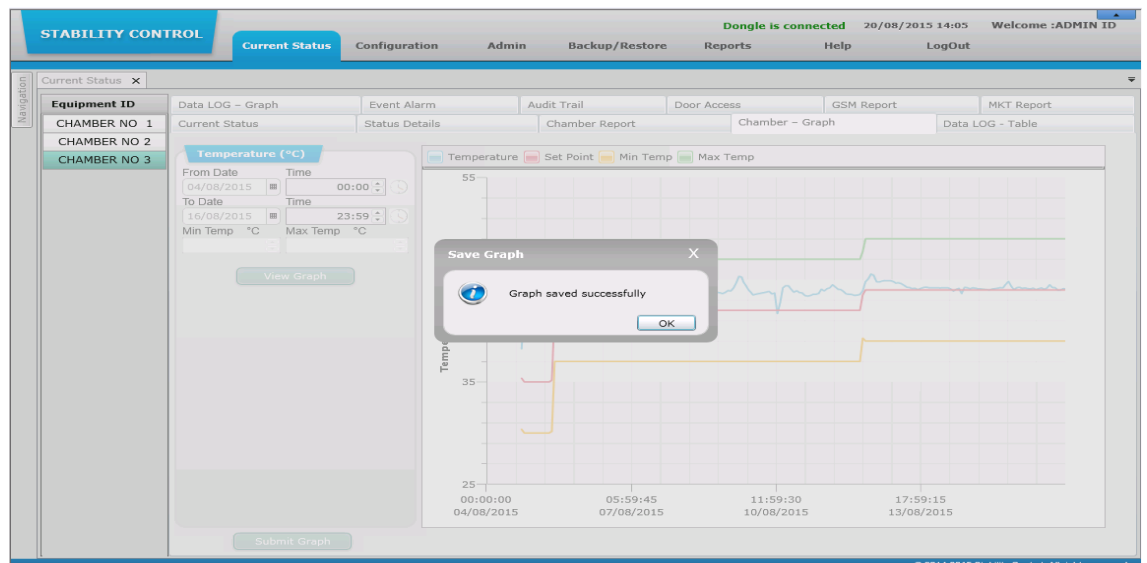 STABILITY CONTROL
Dongle is connected 20/08/2015 14:05 Welcome :ADMIN ID
Current Status Configuration Admin Backup/Restore Reports Help LogOut
Navigation
Current Status X
Equipment ID
CHAMBER NO 1
CHAMBER NO 2
CHAMBER NO 3
Data LOG – Graph Event Alarm Audit Trail Door Access GSM Report MKT Report
Current Status Status Details Chamber Report Chamber – Graph Data LOG – Table
Temperature (°C)
From Date Time
04/08/2015 00:00
To Date Time
16/08/2015 23:59
Min Temp °C Max Temp °C
View Graph
Submit Graph
Temperature Set Point Min Temp Max Temp
55
Save Graph X
Graph saved successfully
OK
35
25
00:00:00 05:59:45 11:59:30 17:59:15
04/08/2015 07/08/2015 10/08/2015 13/08/2015